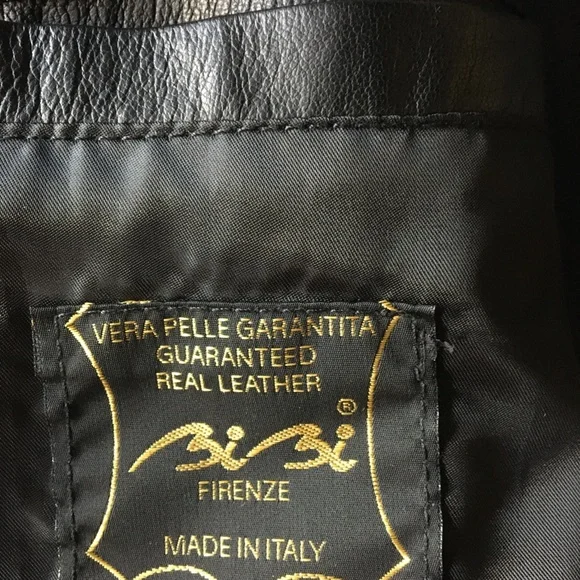 VERA PELLE GARANTITA
GUARANTEED
REAL LEATHER
BiBi ®
FIRENZE
MADE IN ITALY